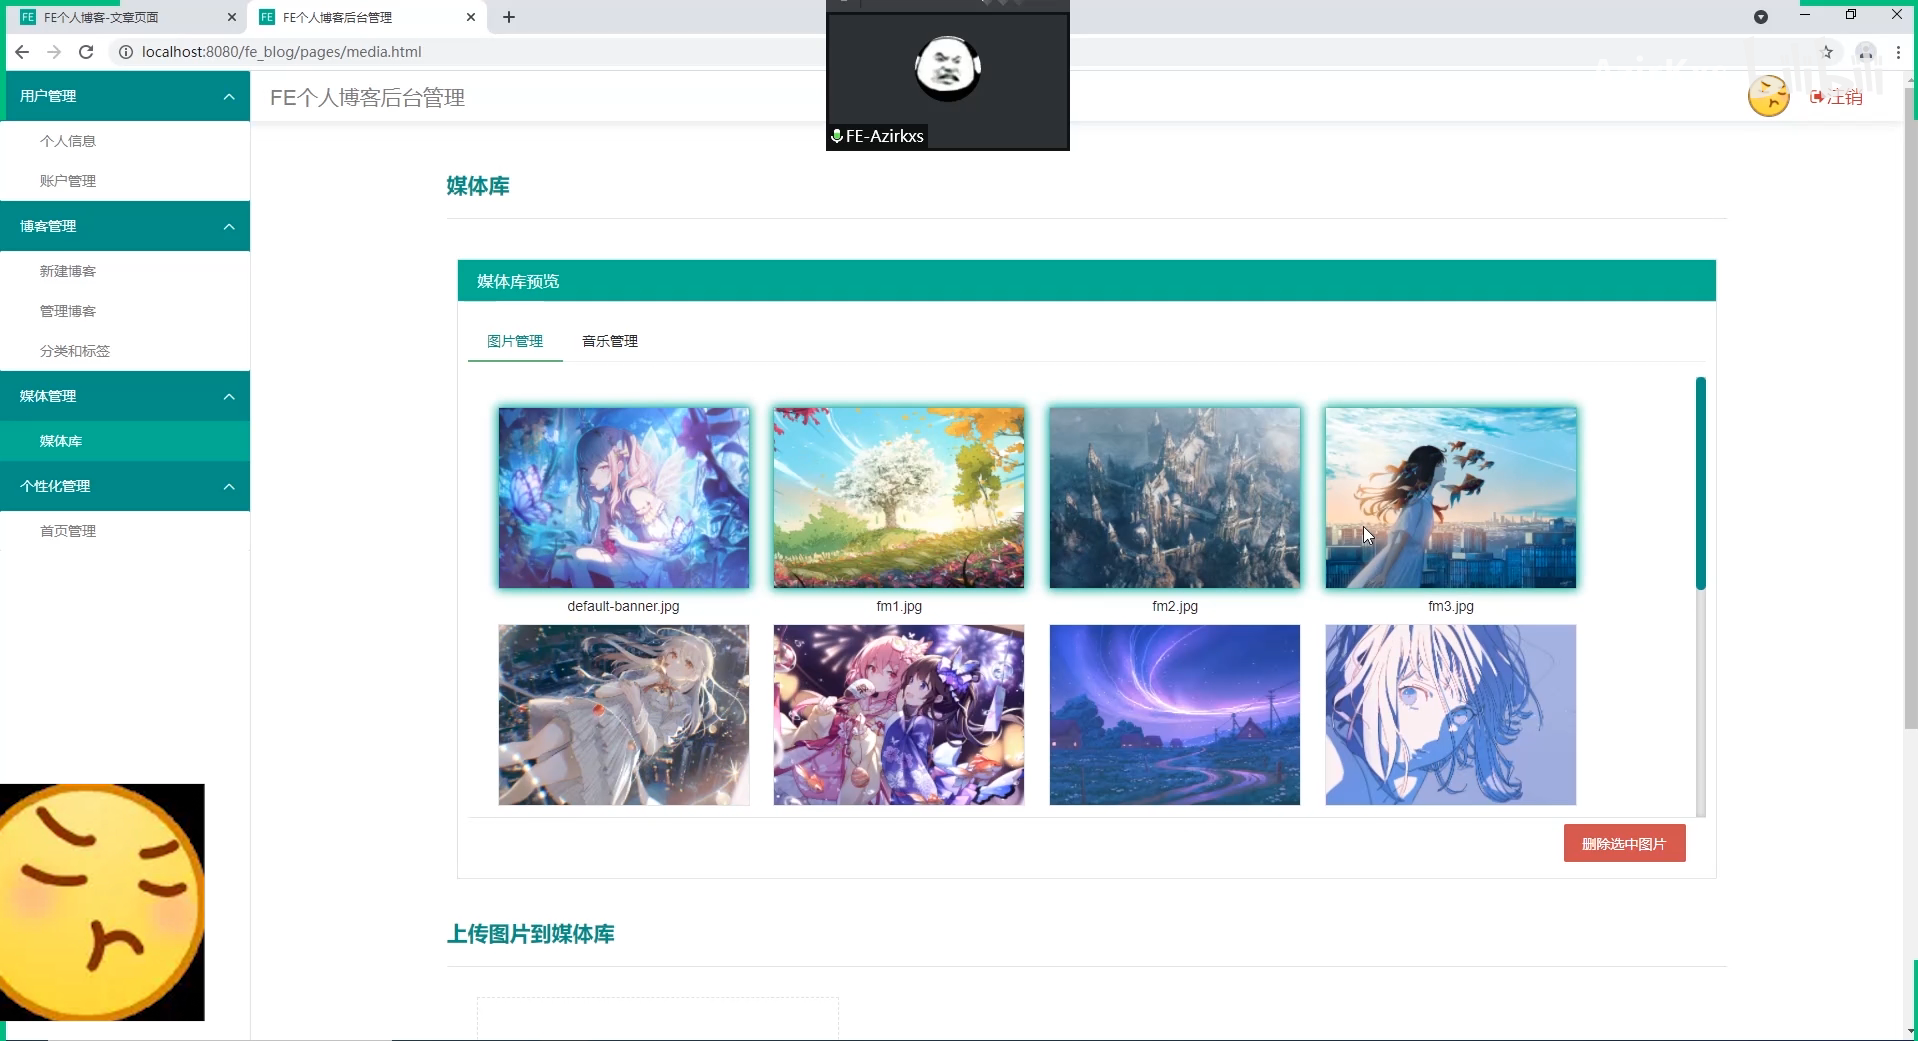 FE FE个人博客-文章页面
FE FE个人博客后台管理
localhost:8080/fe_blog/pages/media.html
FE-Azirkxs
bilibili
用户管理
个人信息
账户管理
博客管理
新建博客
管理博客
分类和标签
媒体管理
媒体库
个性化管理
首页管理
FE个人博客后台管理
注销
媒体库
媒体库预览
图片管理
音乐管理
default-banner.jpg
fm1.jpg
fm2.jpg
fm3.jpg
删除选中图片
上传图片到媒体库